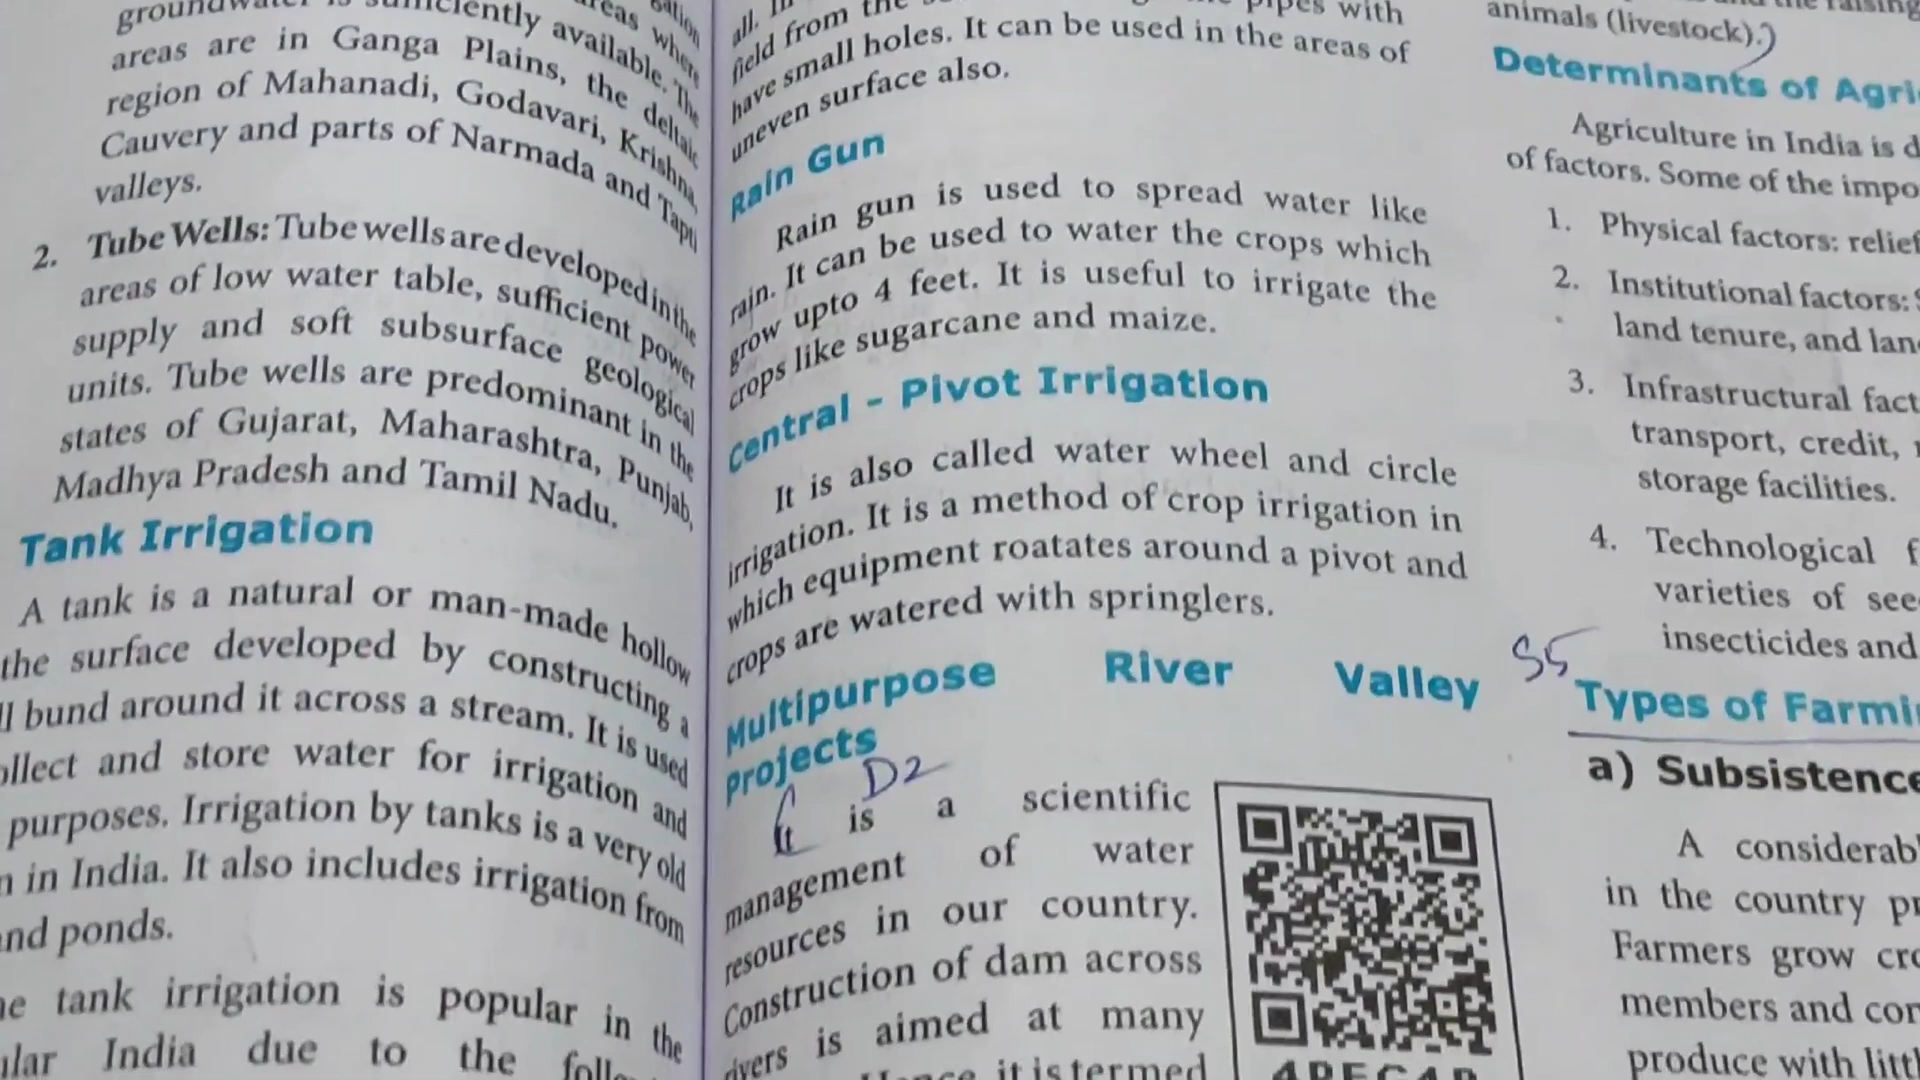 groundwater is sufficiently available. The
areas are in Ganga Plains, the deltaic
region of Mahanadi, Godavari, Krishna,
Cauvery and parts of Narmada and Tapti
valleys.
2. Tube Wells: Tube wells are developed in the
areas of low water table, sufficient power
supply and soft subsurface geological
units. Tube wells are predominant in the
states of Gujarat, Maharashtra, Punjab,
Madhya Pradesh and Tamil Nadu.
Tank Irrigation
A tank is a natural or man-made hollow
the surface developed by constructing a
ll bund around it across a stream. It is used
ollect and store water for irrigation and
purposes. Irrigation by tanks is a very old
n in India. It also includes irrigation from
and ponds.
he tank irrigation is popular in the
ular India due to the
all.
field from the pipes with
have small holes. It can be used in the areas of
uneven surface also.
Rain Gun
Rain gun is used to spread water like
rain. It can be used to water the crops which
grow upto 4 feet. It is useful to irrigate the
crops like sugarcane and maize.
Central - Pivot Irrigation
It is also called water wheel and circle
irrigation. It is a method of crop irrigation in
which equipment roatates around a pivot and
crops are watered with springlers.
Multipurpose River Valley
Projects
D2
It is a scientific
management of water
resources in our country.
Construction of dam across
rivers is aimed at many
Hence, it is termed
animals (livestock).
Determinants of Agri
Agriculture in India is d
of factors. Some of the impo
1. Physical factors: relief
2. Institutional factors: S
land tenure, and lan
3. Infrastructural fact
transport, credit,
storage facilities.
4. Technological f
varieties of see
insecticides and
S5
Types of Farmi
a) Subsistence
A considerab
in the country pr
Farmers grow cro
members and con
produce with littl